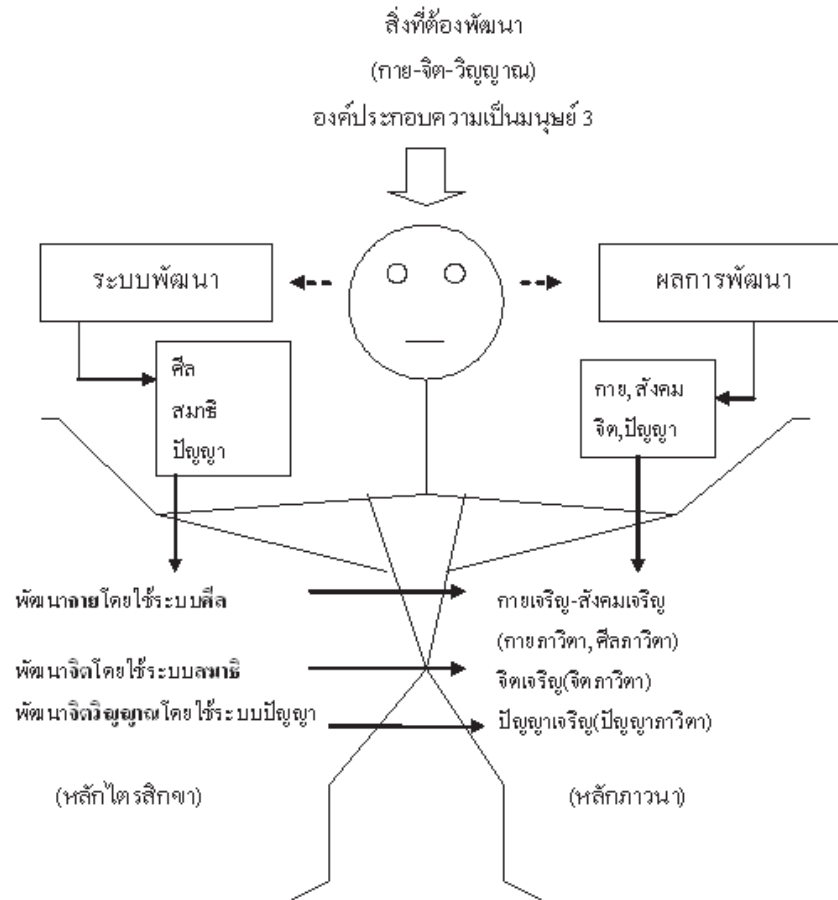 สิ่งที่ต้องพัฒนา
(กาย-จิต-วิญญาณ)
องค์ประกอบความเป็นมนุษย์ 3
ระบบพัฒนา
ผลการพัฒนา
ศีล
สมาธิ
ปัญญา
กาย, สังคม
จิต,ปัญญา
พัฒนากายโดยใช้ระบบศีล
กายเจริญ-สังคมเจริญ
(กายภาวิตา, ศีลภาวิตา)
พัฒนาจิตโดยใช้ระบบสมาธิ
จิตเจริญ(จิตภาวิตา)
พัฒนาจิตวิญญาณโดยใช้ระบบปัญญา
ปัญญาเจริญ(ปัญญาภาวิตา)
(หลักไตรสิกขา)
(หลักภาวนา)